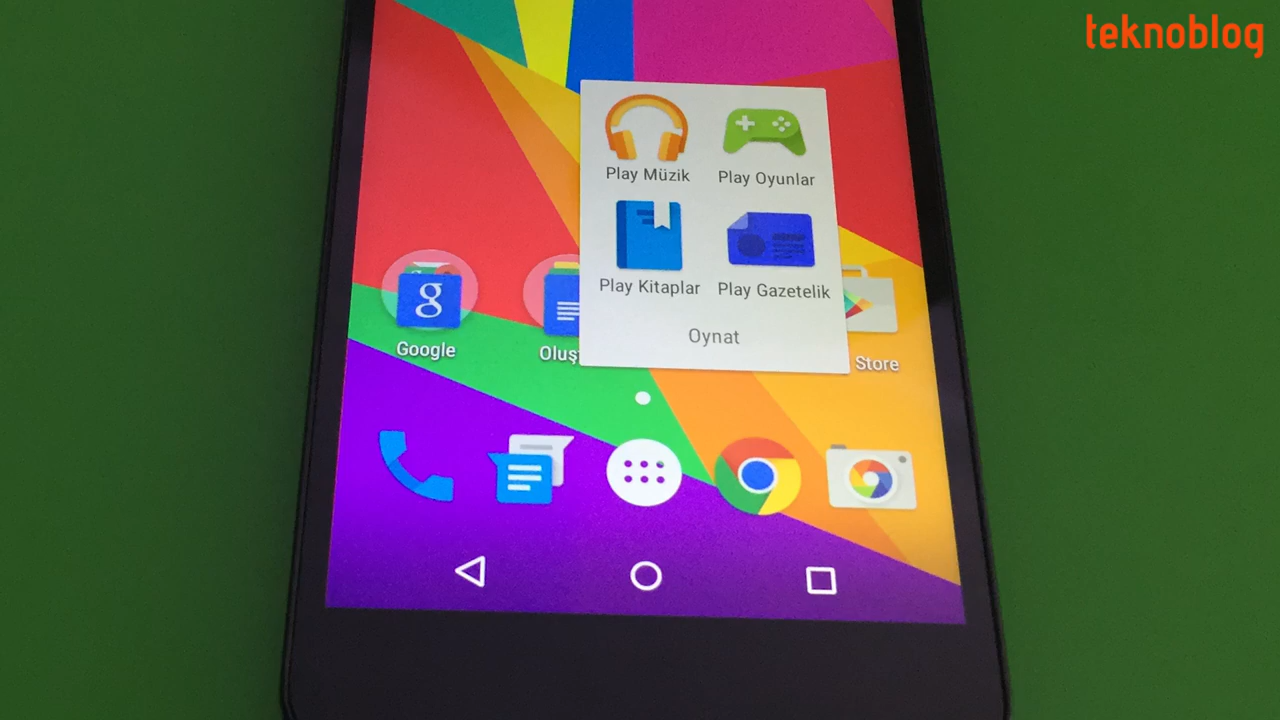 teknoblog
Play Müzik
Play Oyunlar
Play Kitaplar
Play Gazetelik
Oynat
g
Google
Oluş
Store